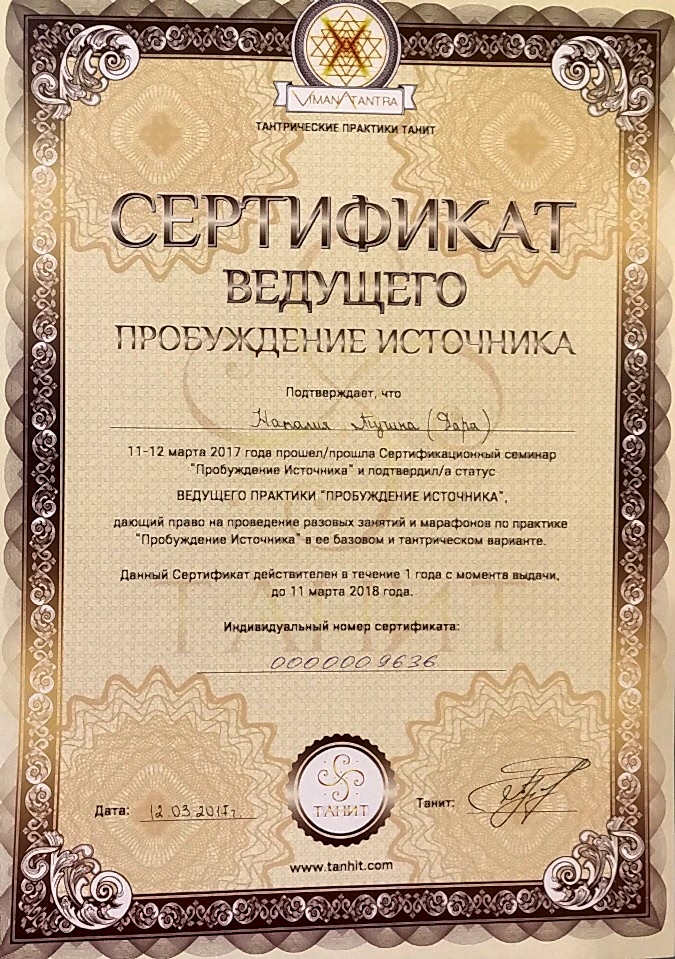 VIMANATANTRA
ТАНТРИЧЕСКИЕ ПРАКТИКИ ТАНИТ
СЕРТИФИКАТ
ВЕДУЩЕГО
ПРОБУЖДЕНИЕ ИСТОЧНИКА
Подтверждает, что
Наталия Лузина (Дара)
11-12 марта 2017 года прошел/прошла Сертификационный семинар
"Пробуждение Источника" и подтвердил/а статус
ВЕДУЩЕГО ПРАКТИКИ "ПРОБУЖДЕНИЕ ИСТОЧНИКА",
дающий право на проведение разовых занятий и марафонов по практике
"Пробуждение Источника" в ее базовом и тантрическом варианте.
Данный Сертификат действителен в течение 1 года с момента выдачи,
до 11 марта 2018 года.
Индивидуальный номер сертификата:
0000009636
ТАНИТ
Дата: 12.03.2017г.
ТАНИТ
Танит:
www.tanhit.com